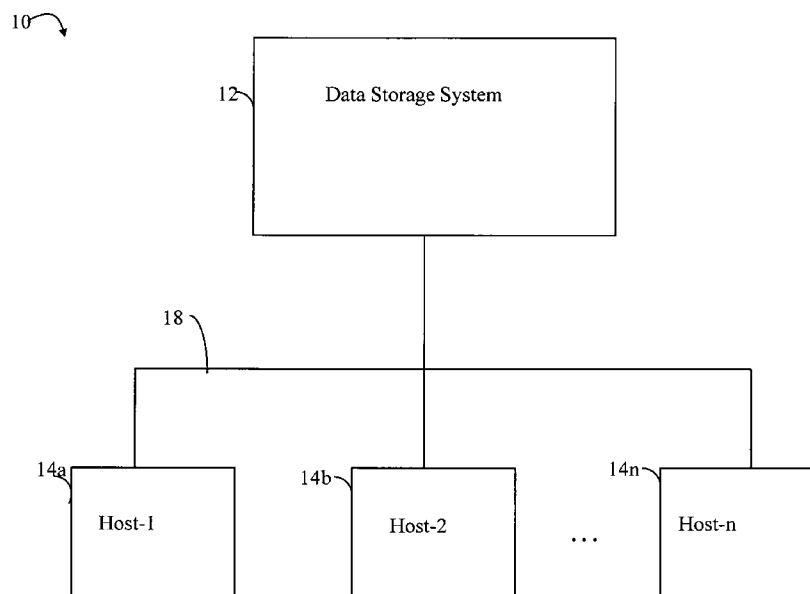 10
12
Data Storage System
18
14a
14b
14n
Host-1
Host-2
...
Host-n